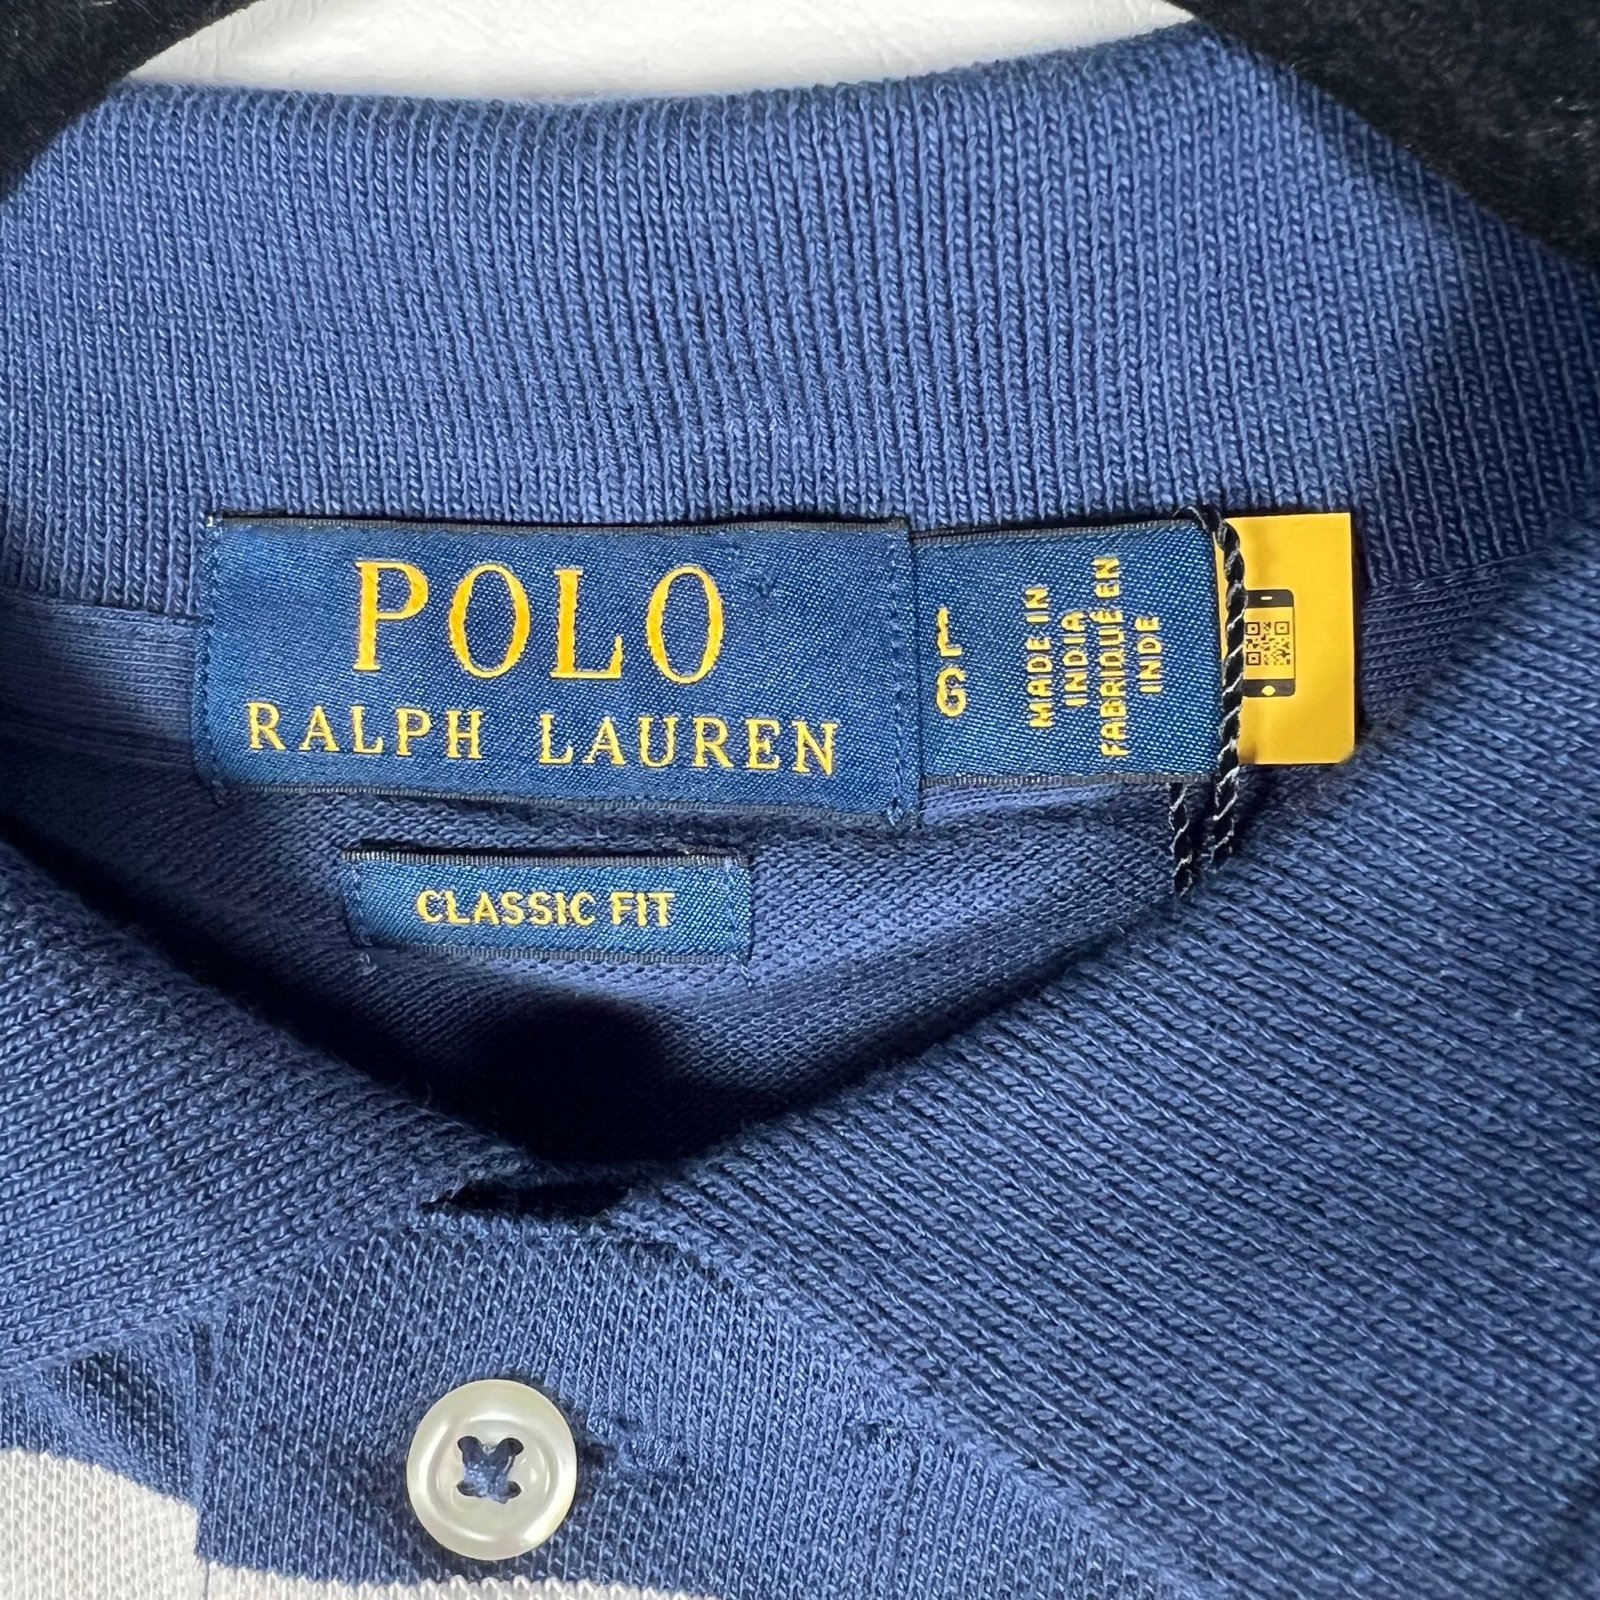 POLO
RALPH LAUREN
L
G
MADE IN
INDIA
FABRIQUÉ EN
INDE
CLASSIC FIT